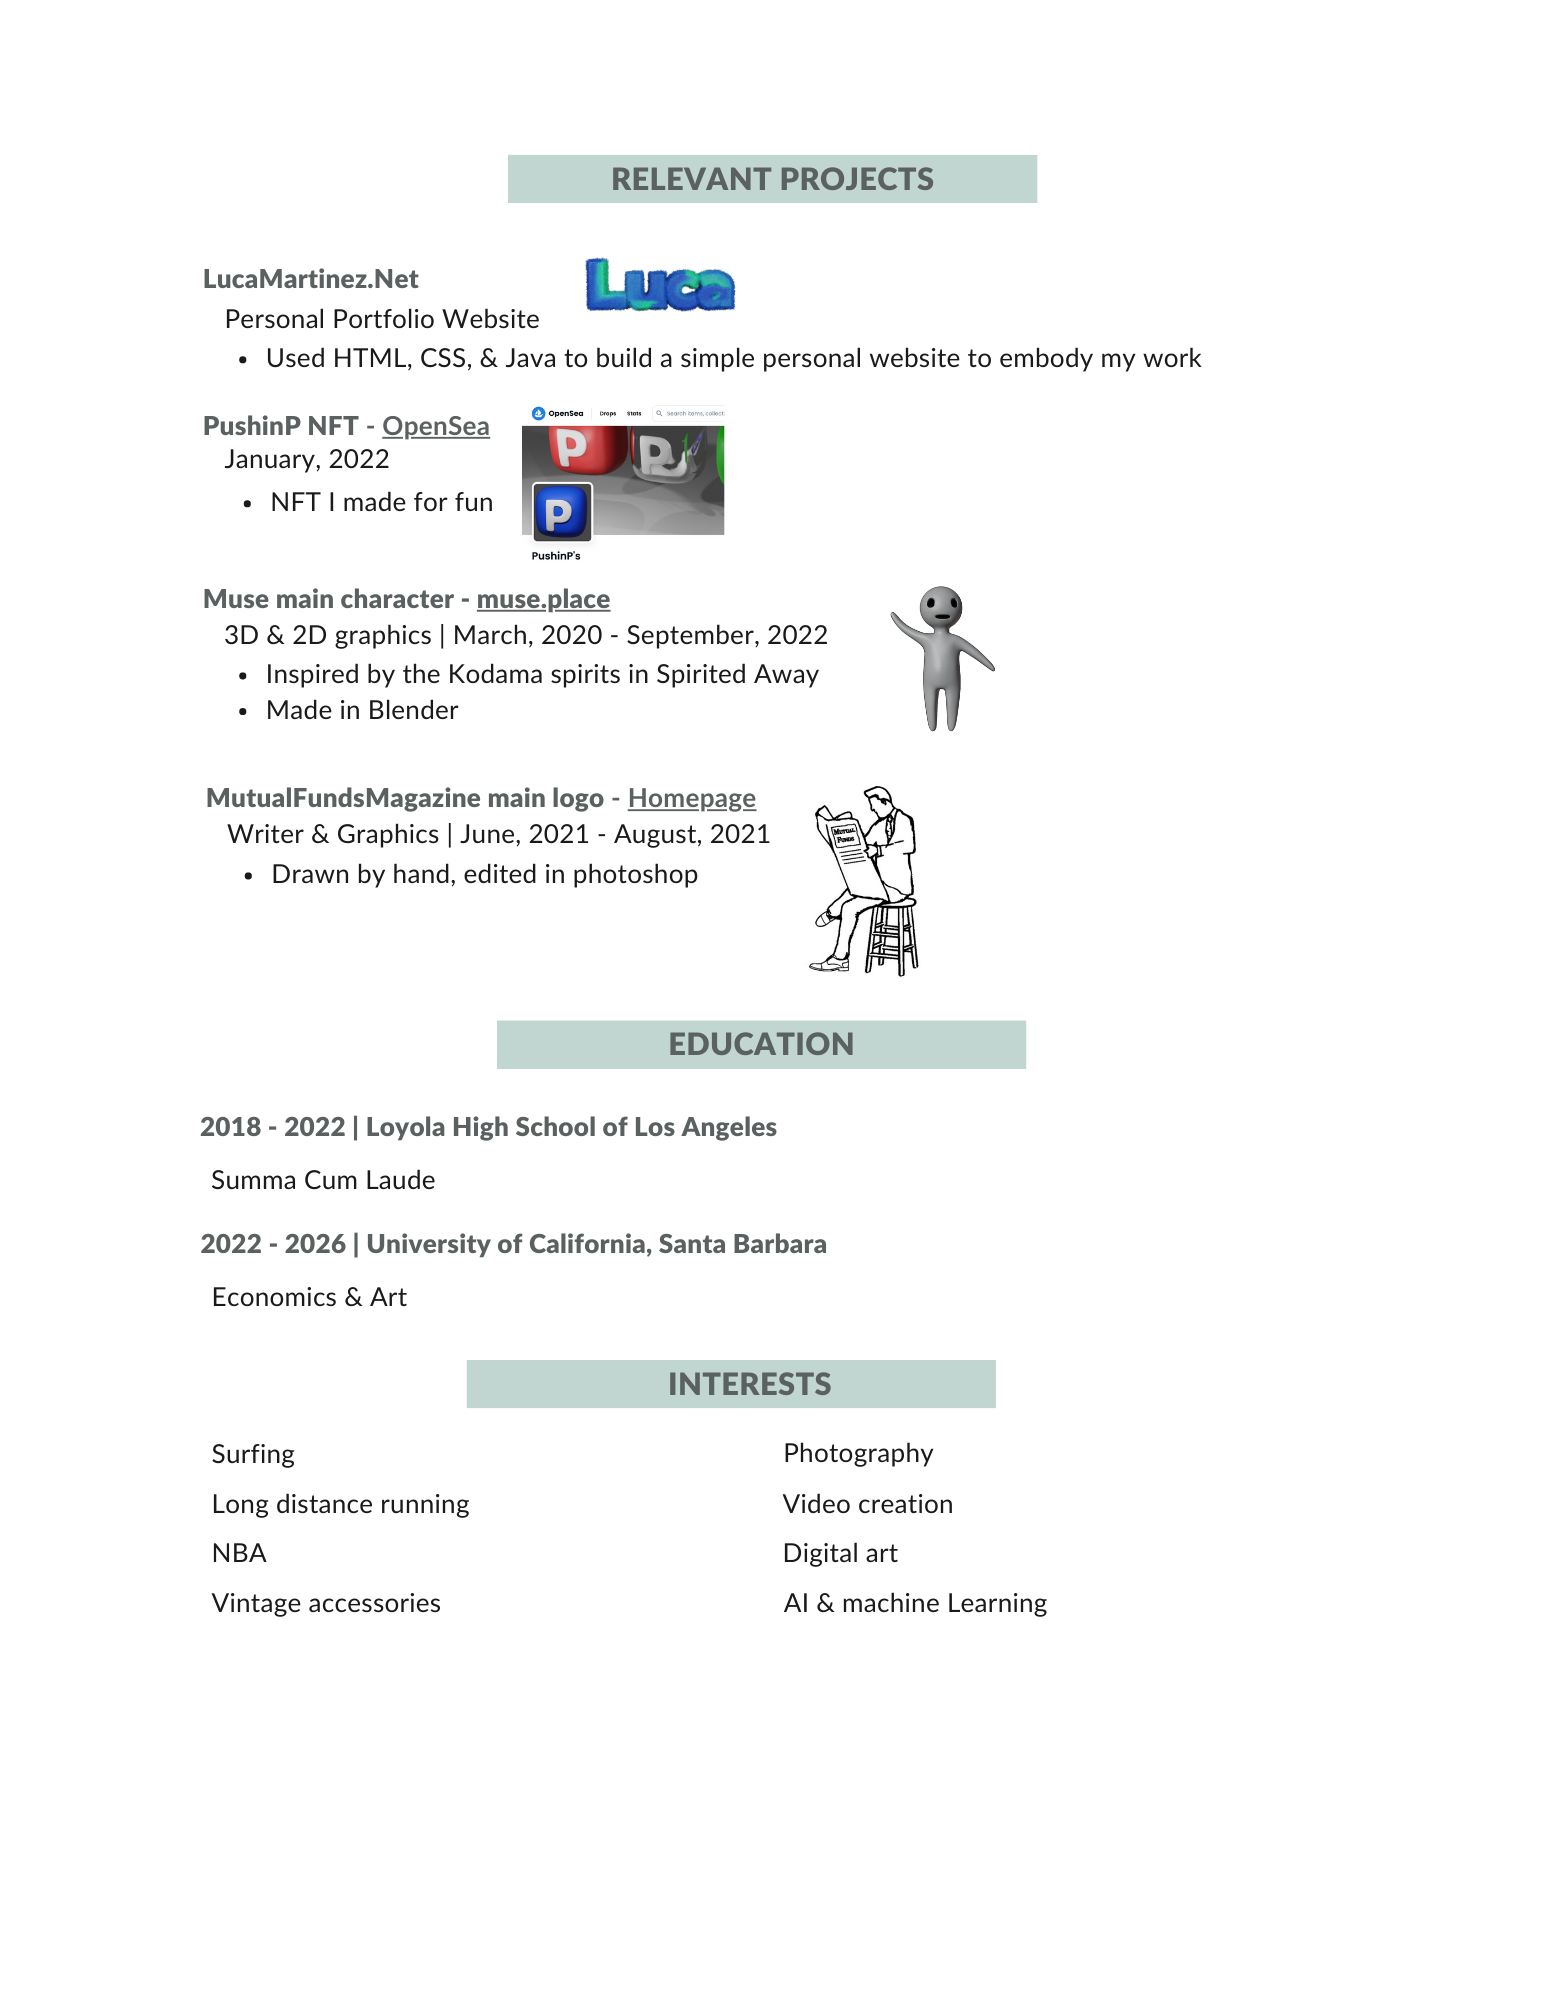 RELEVANT PROJECTS
LucaMartinez.Net
Luca
Personal Portfolio Website
• Used HTML, CSS, & Java to build a simple personal website to embody my work
PushinP NFT - OpenSea
January, 2022
• NFT I made for fun
OpenSea Drops Stats Search items, collect
P
P
P
PushinP's
Muse main character - muse.place
3D & 2D graphics | March, 2020 - September, 2022
• Inspired by the Kodama spirits in Spirited Away
• Made in Blender
MutualFundsMagazine main logo - Homepage
Writer & Graphics | June, 2021 - August, 2021
• Drawn by hand, edited in photoshop
MUTUAL
FUNDS
EDUCATION
2018 - 2022 | Loyola High School of Los Angeles
Summa Cum Laude
2022 - 2026 | University of California, Santa Barbara
Economics & Art
INTERESTS
Surfing
Long distance running
NBA
Vintage accessories
Photography
Video creation
Digital art
AI & machine Learning